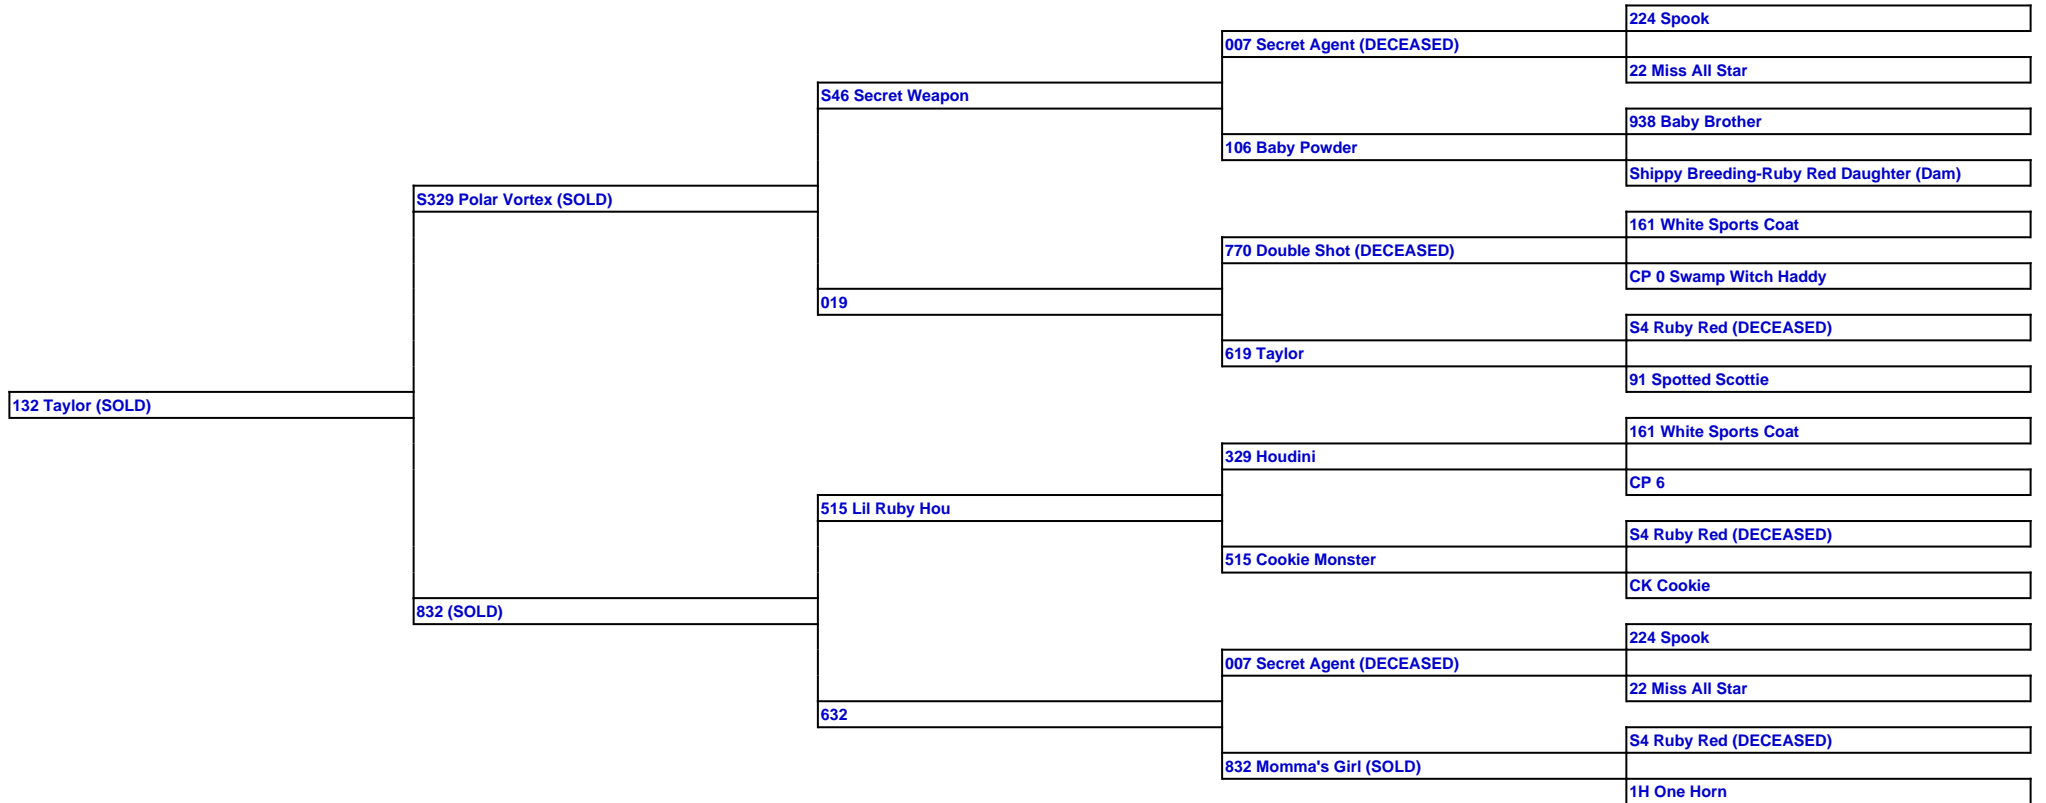 224 Spook
007 Secret Agent (DECEASED)
22 Miss All Star
S46 Secret Weapon
938 Baby Brother
106 Baby Powder
Shippy Breeding-Ruby Red Daughter (Dam)
S329 Polar Vortex (SOLD)
161 White Sports Coat
770 Double Shot (DECEASED)
CP 0 Swamp Witch Haddy
019
S4 Ruby Red (DECEASED)
619 Taylor
91 Spotted Scottie
132 Taylor (SOLD)
161 White Sports Coat
329 Houdini
CP 6
515 Lil Ruby Hou
S4 Ruby Red (DECEASED)
515 Cookie Monster
CK Cookie
832 (SOLD)
224 Spook
007 Secret Agent (DECEASED)
22 Miss All Star
632
S4 Ruby Red (DECEASED)
832 Momma's Girl (SOLD)
1H One Horn